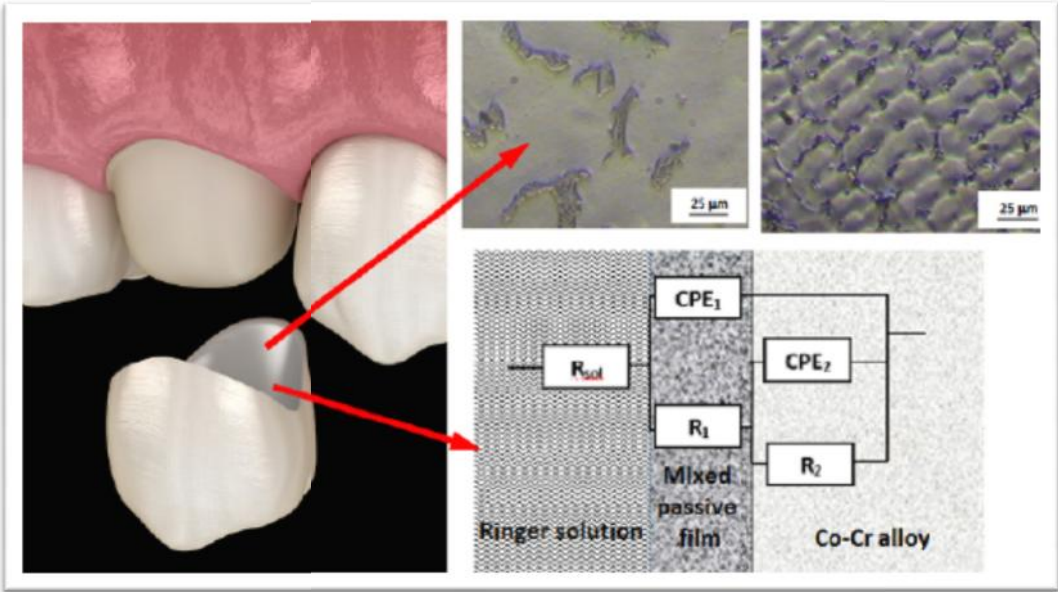 25 µm
25 µm
CPE₁
CPE₂
Rsol
R₁
R₂
Mixed
passive
film
Ringer solution
Co-Cr alloy